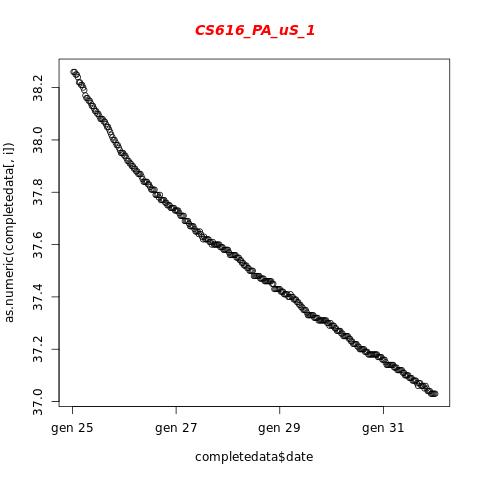 CS616_PA_uS_1
38.2
38.0
37.8
37.6
37.4
37.2
37.0
as.numeric(completedata[, i])
gen 25 gen 27 gen 29 gen 31
completedata$date